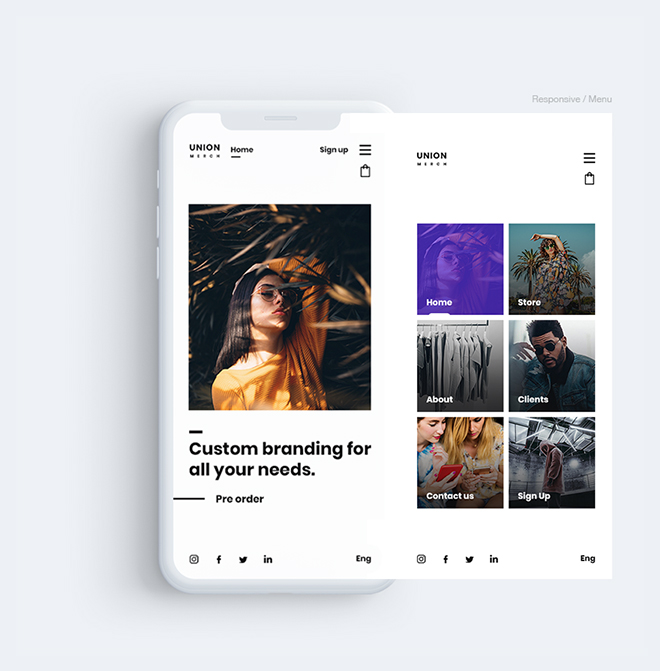 Responsive / Menu
UNION
MERCH
Home
Sign up
Custom branding for
all your needs.
Pre order
Eng
UNION
MERCH
Home
Store
About
Clients
Contact us
Sign Up
Eng